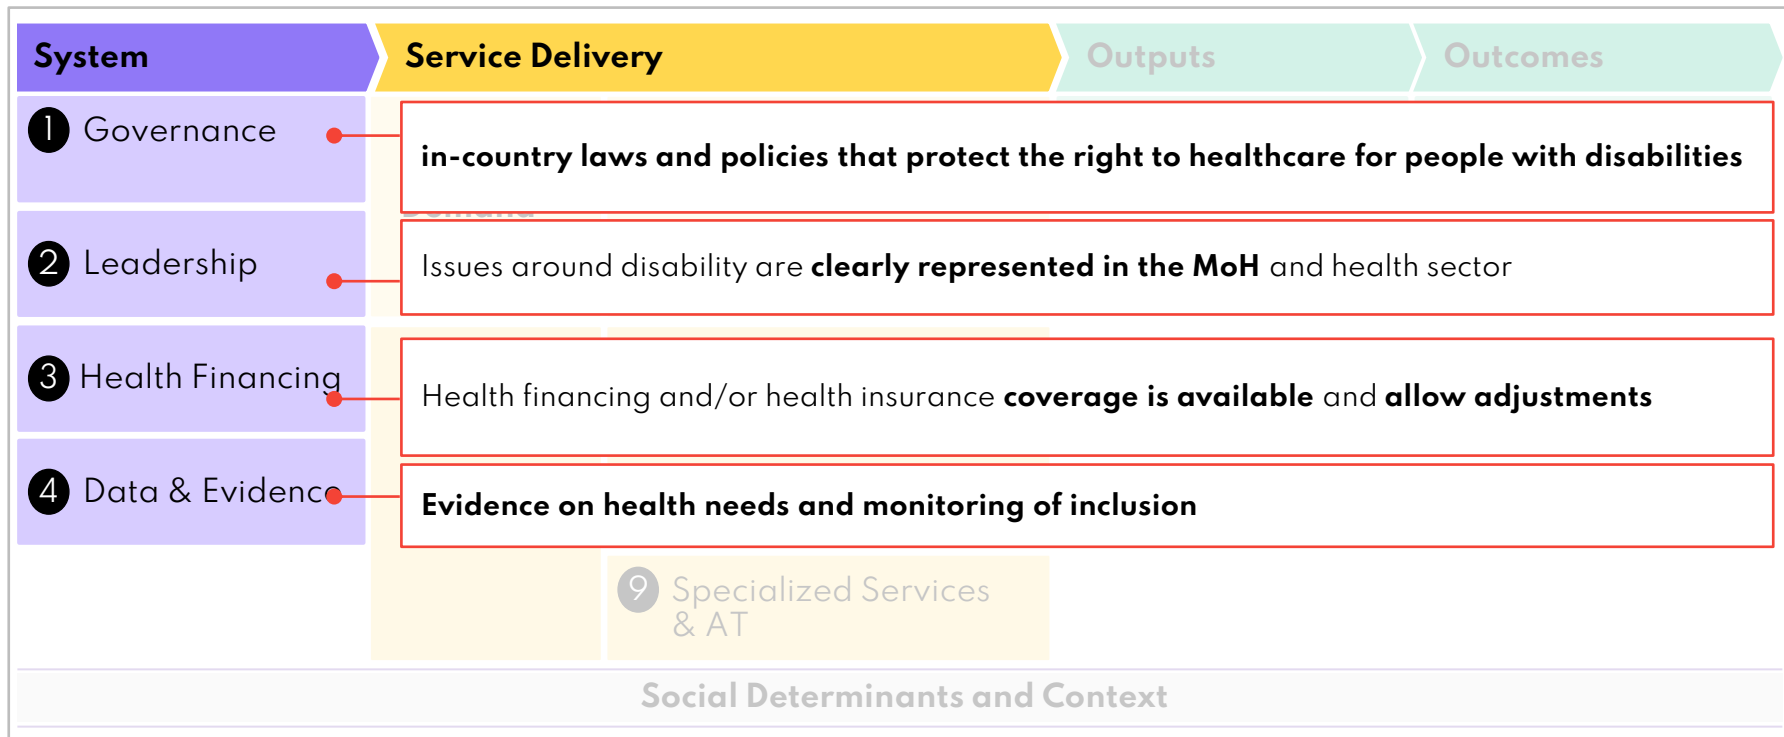 System
Service Delivery
Outputs
Outcomes
1 Governance
in-country laws and policies that protect the right to healthcare for people with disabilities
2 Leadership
Issues around disability are clearly represented in the MoH and health sector
3 Health Financing
Health financing and/or health insurance coverage is available and allow adjustments
4 Data & Evidence
Evidence on health needs and monitoring of inclusion
9 Specialized Services
& AT
Social Determinants and Context